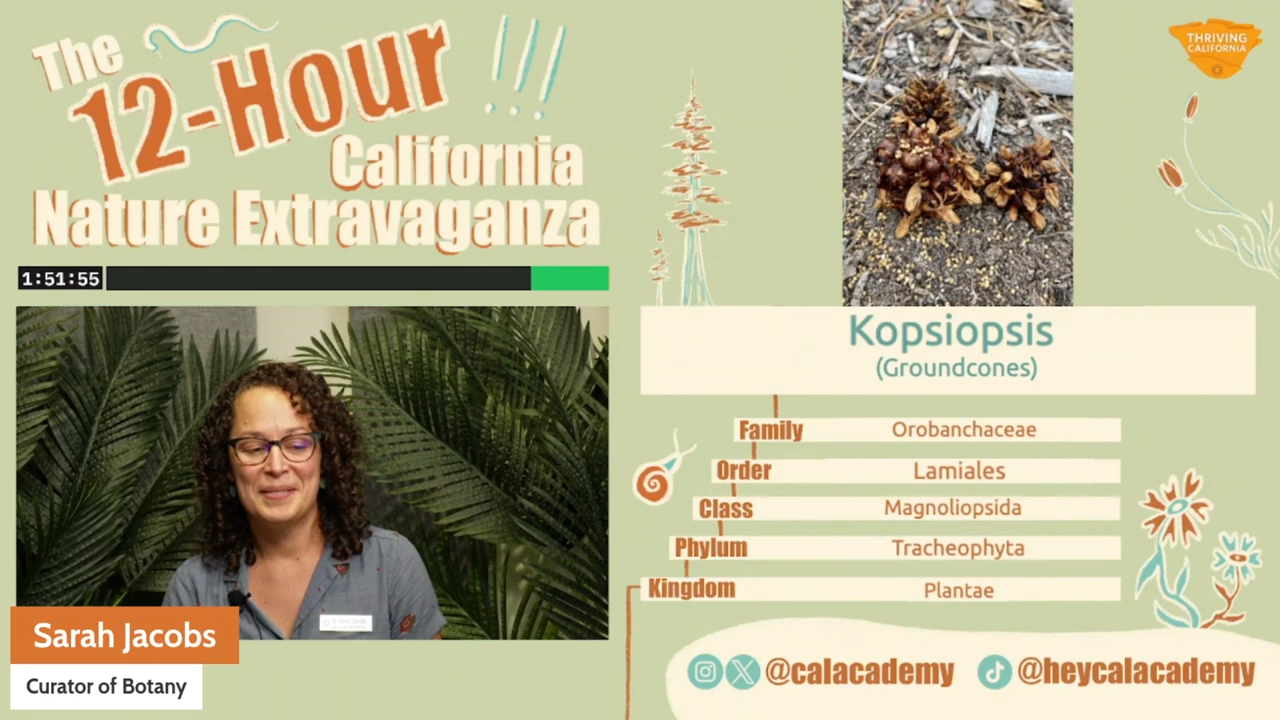 The
12-Hour !!!
California
Nature Extravaganza
1:51:55
Sarah Jacobs
Curator of Botany
THRIVING
CALIFORNIA
Kopsiopsis
(Groundcones)
Family Orobanchaceae
Order Lamiales
Class Magnoliopsida
Phylum Tracheophyta
Kingdom Plantae
@calacademy @heycalacademy